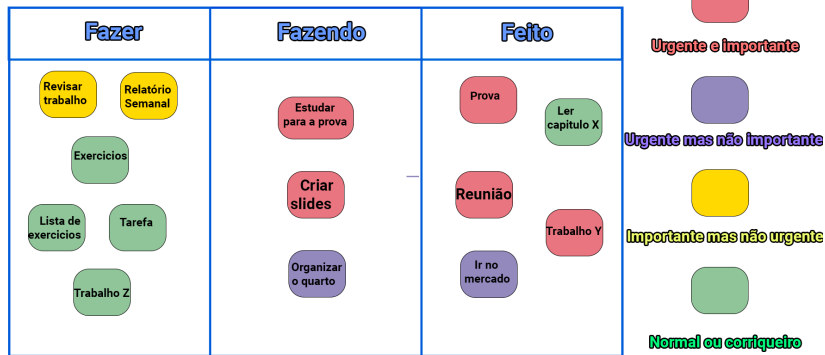 Fazer
Fazendo
Feito
Revisar
trabalho
Relatório
Semanal
Exercicios
Lista de
exercicios
Tarefa
Trabalho Z
Estudar
para a prova
Criar
slides
Organizar
o quarto
Prova
Ler
capitulo X
Reunião
Trabalho Y
Ir no
mercado
Urgente e importante
Urgente mas não importante
Importante mas não urgente
Normal ou corriqueiro